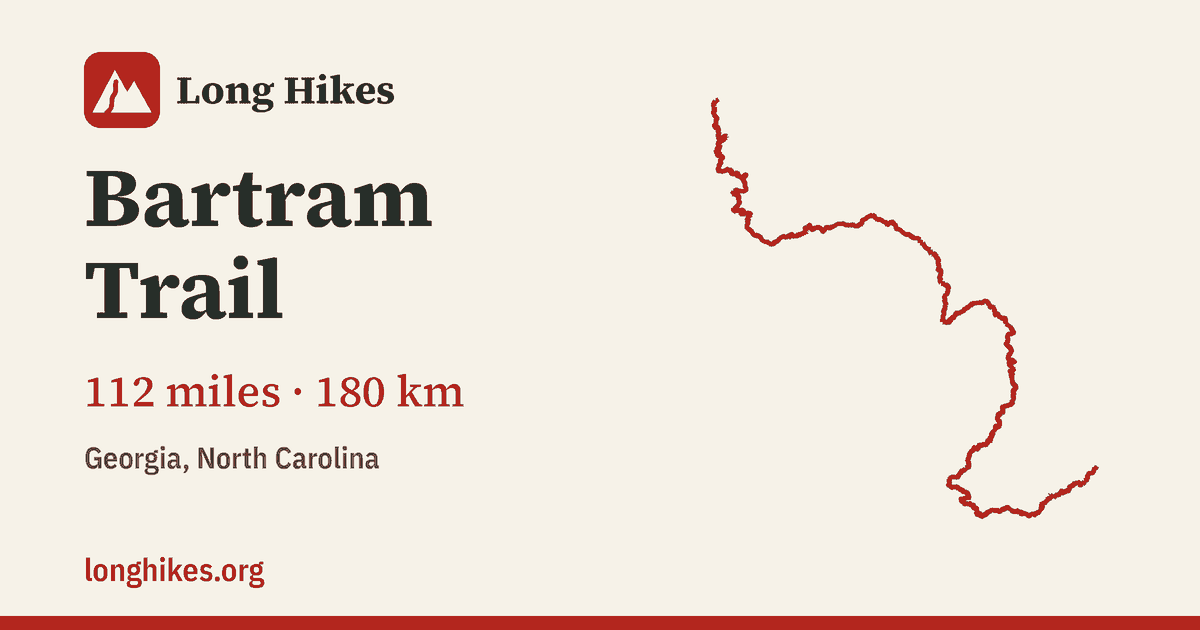 Long Hikes
Bartram
Trail
112 miles · 180 km
Georgia, North Carolina
longhikes.org